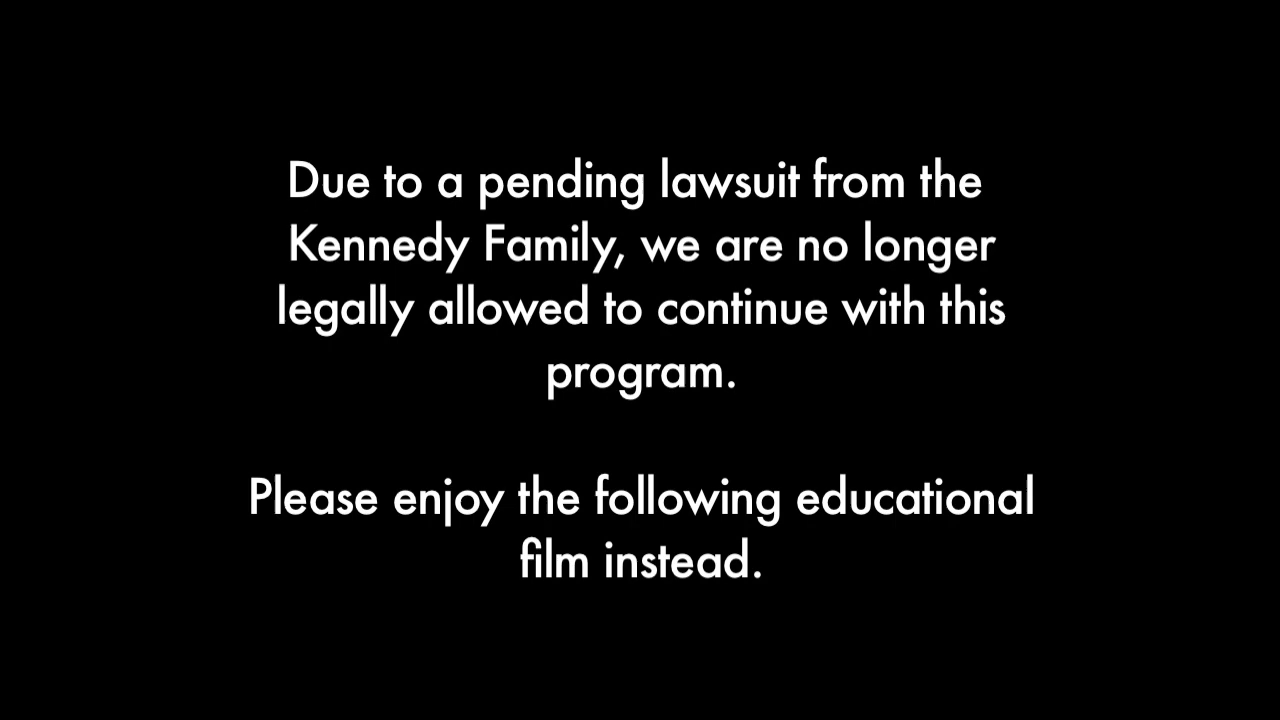 Due to a pending lawsuit from the
Kennedy Family, we are no longer
legally allowed to continue with this
program.
Please enjoy the following educational
film instead.